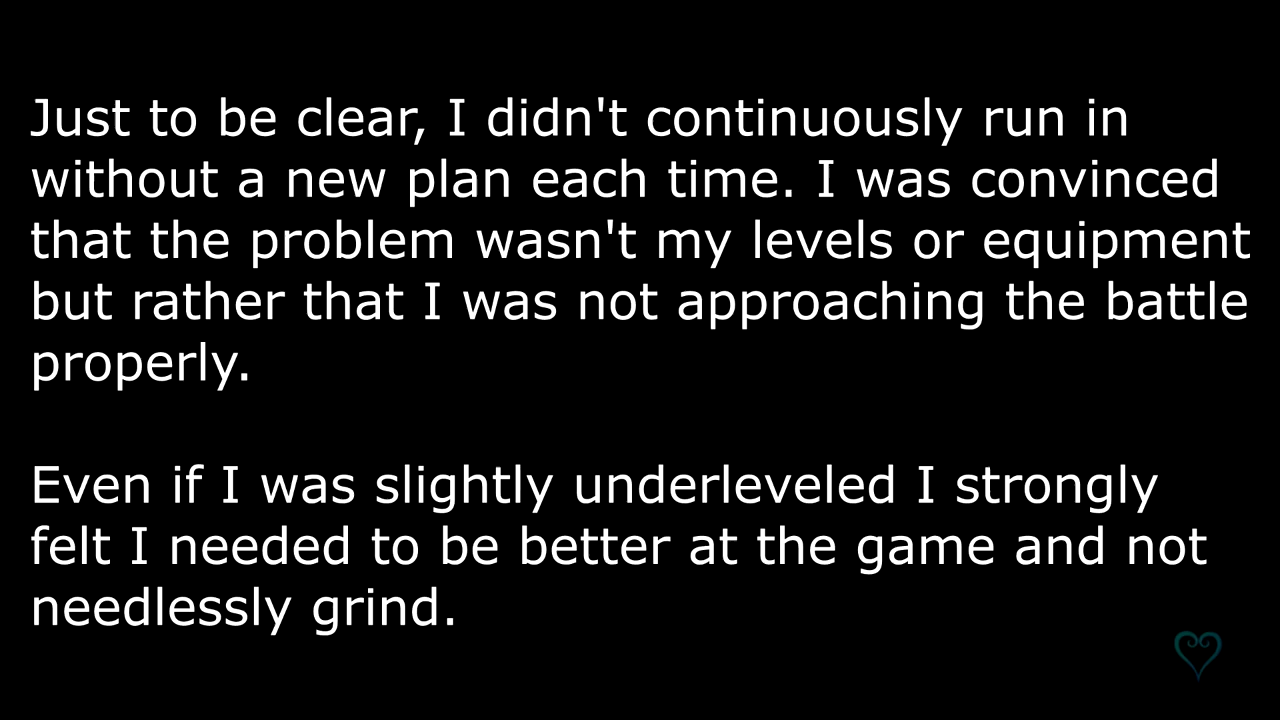 Just to be clear, I didn't continuously run in
without a new plan each time. I was convinced
that the problem wasn't my levels or equipment
but rather that I was not approaching the battle
properly.
Even if I was slightly underleveled I strongly
felt I needed to be better at the game and not
needlessly grind.